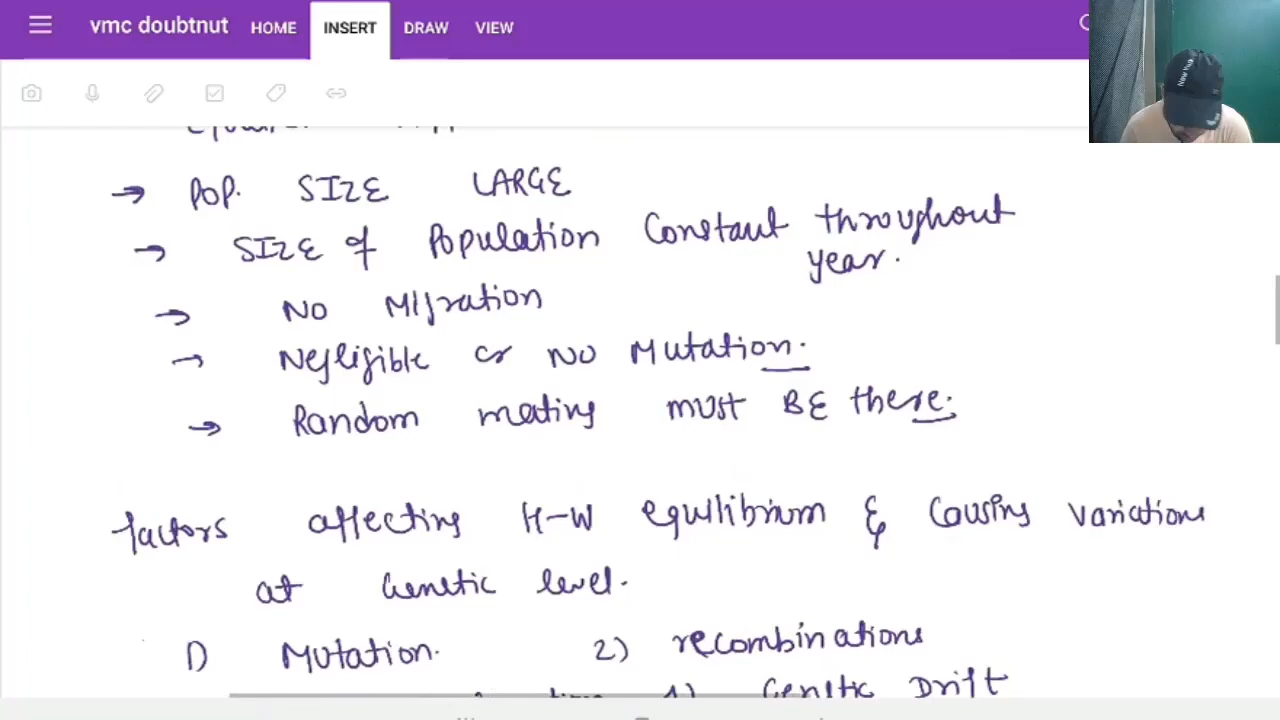 vmc doubtnut HOME INSERT DRAW VIEW
New York
→ POP. SIZE LARGE
→ SIZE of Population Constant throughout
year.
→ No Migration
→ Negligible or NO Mutation.
→ Random mating must BE there.
factors affecting H-W equilibrium & Causing variations
at Genetic level.
1) Mutation. 2) recombinations
4) Genetic Drift